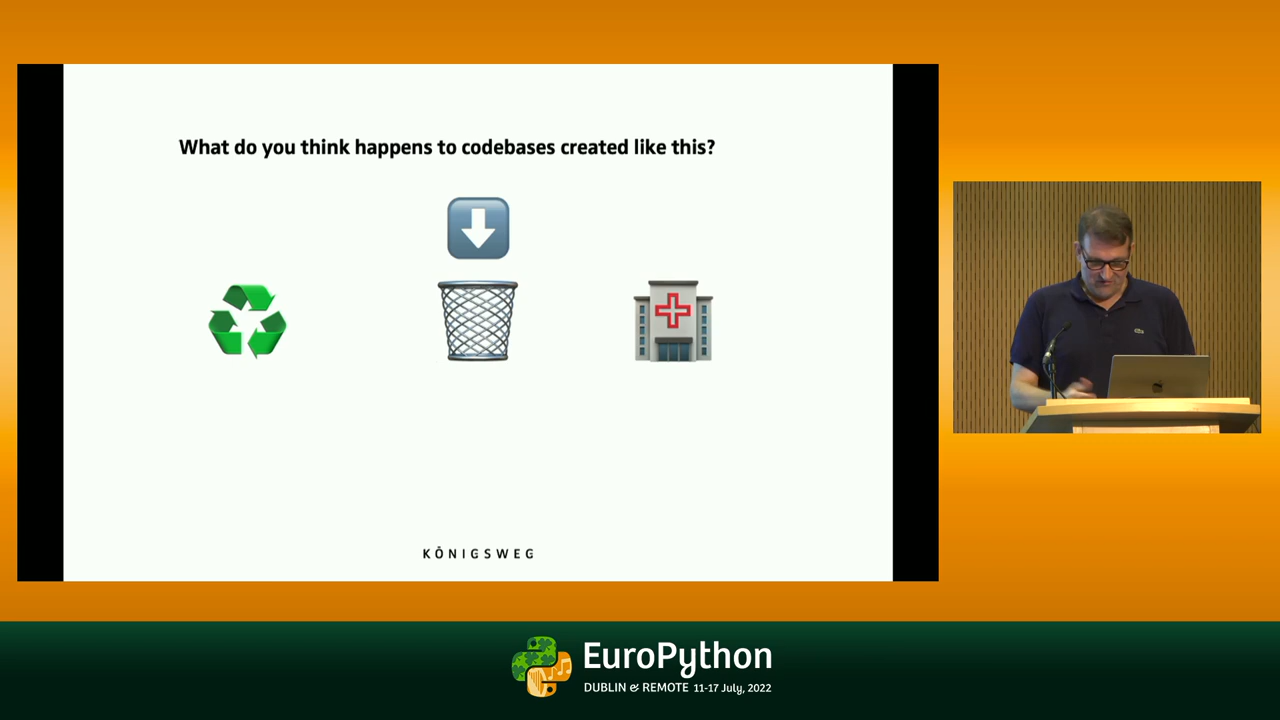 What do you think happens to codebases created like this?
KÖNIGSWEG
EuroPython
DUBLIN & REMOTE 11-17 July, 2022